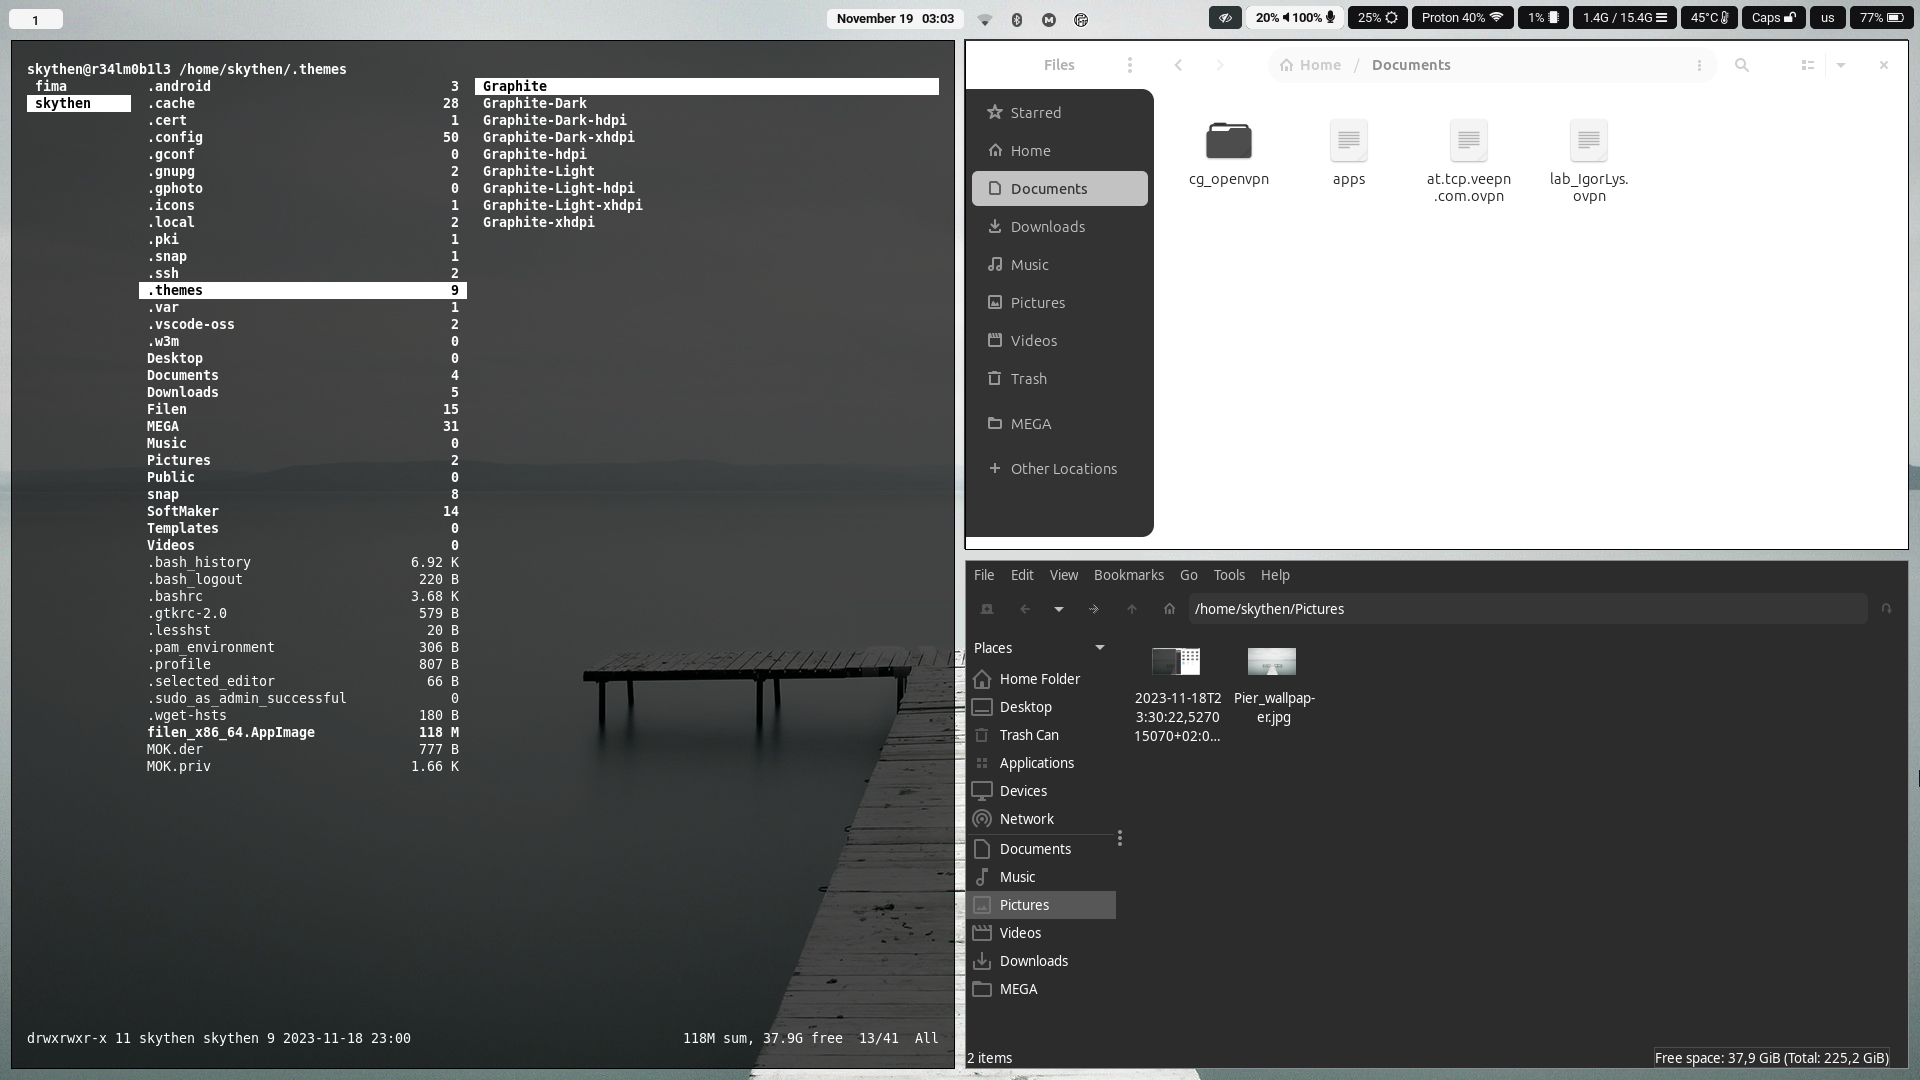 1
November 19 03:03
20% 100%
25%
Proton 40%
1%
1.4G / 15.4G
45°C
Caps
us
77%
skythen@r34lm0b1l3 /home/skythen/.themes
fima
skythen
.android 3
.cache 28
.cert 1
.config 50
.gconf 0
.gnupg 2
.gphoto 0
.icons 1
.local 2
.pki 1
.snap 1
.ssh 2
.themes 9
.var 1
.vscode-oss 2
.w3m 0
Desktop 0
Documents 4
Downloads 5
Filen 15
MEGA 31
Music 0
Pictures 2
Public 0
snap 8
SoftMaker 14
Templates 0
Videos 0
.bash_history 6.92 K
.bash_logout 220 B
.bashrc 3.68 K
.gtkrc-2.0 579 B
.lesshst 20 B
.pam_environment 306 B
.profile 807 B
.selected_editor 66 B
.sudo_as_admin_successful 0
.wget-hsts 180 B
filen_x86_64.AppImage 118 M
MOK.der 777 B
MOK.priv 1.66 K
Graphite
Graphite-Dark
Graphite-Dark-hdpi
Graphite-Dark-xhdpi
Graphite-hdpi
Graphite-Light
Graphite-Light-hdpi
Graphite-Light-xhdpi
Graphite-xhdpi
drwxrwxr-x 11 skythen skythen 9 2023-11-18 23:00
118M sum, 37.9G free 13/41 All
Files
Home / Documents
Starred
Home
Documents
Downloads
Music
Pictures
Videos
Trash
MEGA
Other Locations
cg_openvpn
apps
at.tcp.veepn
.com.ovpn
lab_IgorLys.
ovpn
File Edit View Bookmarks Go Tools Help
/home/skythen/Pictures
Places
Home Folder
Desktop
Trash Can
Applications
Devices
Network
Documents
Music
Pictures
Videos
Downloads
MEGA
2023-11-18T2
3:30:22,5270
15070+02:0...
Pier_wallpap-
er.jpg
2 items
Free space: 37,9 GiB (Total: 225,2 GiB)